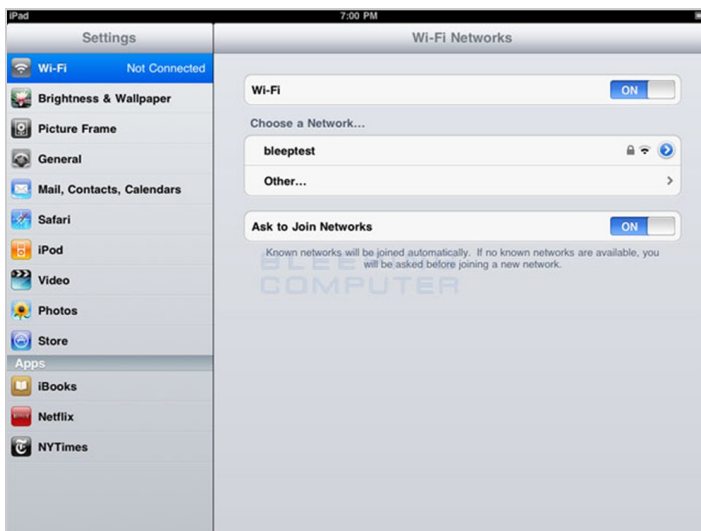 iPad 7:00 PM
Settings
Wi-Fi Networks
Wi-Fi Not Connected
Brightness & Wallpaper
Picture Frame
General
Mail, Contacts, Calendars
Safari
iPod
Video
Photos
Store
Apps
iBooks
Netflix
NYTimes
Wi-Fi ON
Choose a Network...
bleeptest
Other...
Ask to Join Networks ON
Known networks will be joined automatically. If no known networks are available, you
will be asked before joining a new network.
BLEEPING
COMPUTER